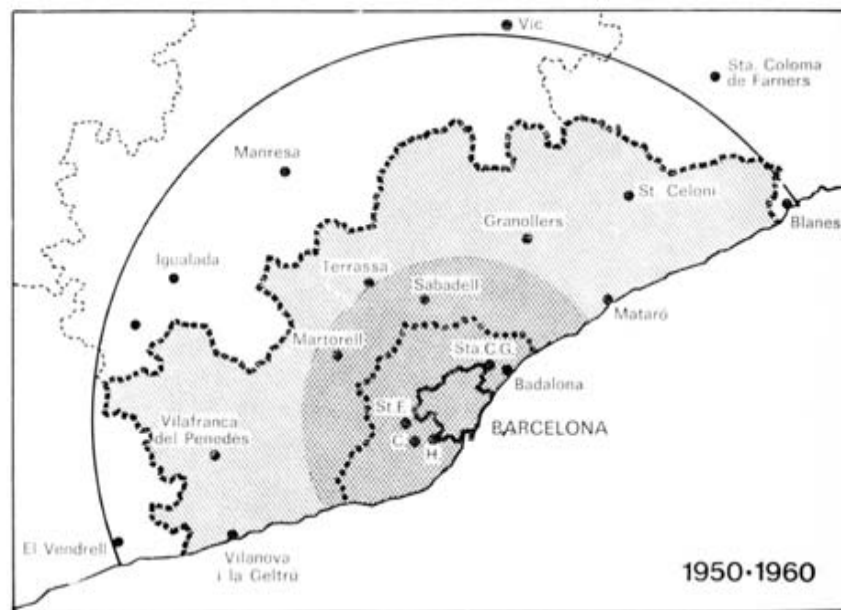 Vic
Sta. Coloma
de Farners
Manresa
St. Celoni
Granollers
Blanes
Igualada
Terrassa
Sabadell
Mataró
Martorell
Sta.C.G.
Badalona
St.F.
Vilafranca
del Penedès
BARCELONA
C.
H.
El Vendrell
Vilanova
i la Geltrú
1950·1960